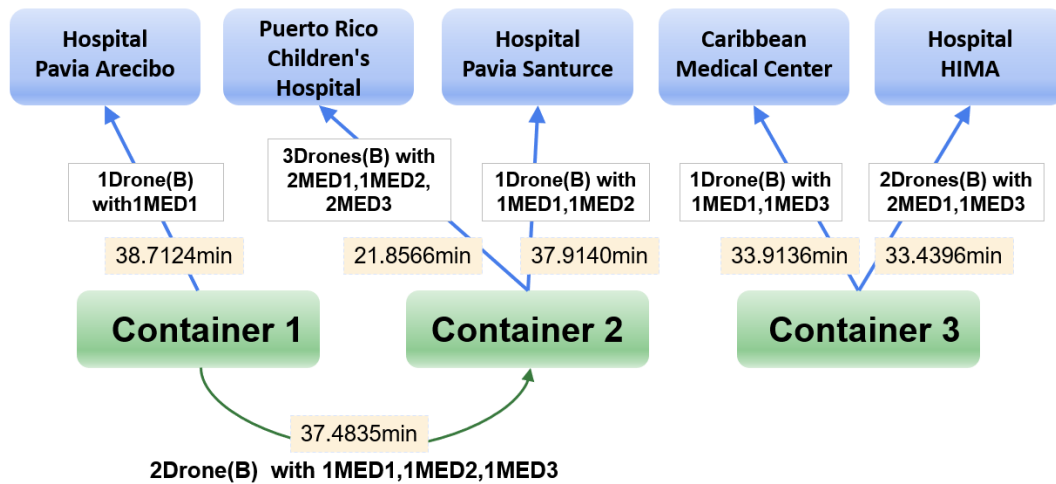 Hospital
Pavia Arecibo
Puerto Rico
Children's
Hospital
Hospital
Pavia Santurce
Caribbean
Medical Center
Hospital
HIMA
1Drone(B)
with1MED1
3Drones(B) with
2MED1,1MED2,
2MED3
1Drone(B) with
1MED1,1MED2
1Drone(B) with
1MED1,1MED3
2Drones(B) with
2MED1,1MED3
38.7124min
21.8566min
37.9140min
33.9136min
33.4396min
Container 1
Container 2
Container 3
37.4835min
2Drone(B)  with 1MED1,1MED2,1MED3